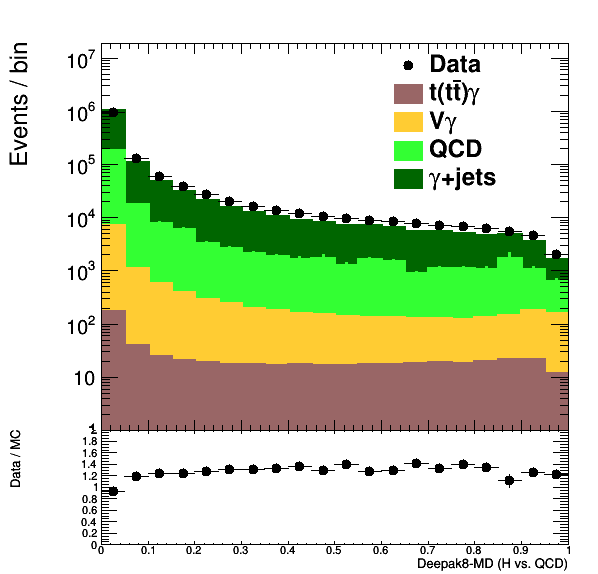 Events / bin
10^7
10^6
10^5
10^4
10^3
10^2
10
1
Data
t(tt̄)γ
Vγ
QCD
γ+jets
Data / MC
2
1.8
1.6
1.4
1.2
1
0.8
0.6
0.4
0.2
0
0 0.1 0.2 0.3 0.4 0.5 0.6 0.7 0.8 0.9 1
Deepak8-MD (H vs. QCD)